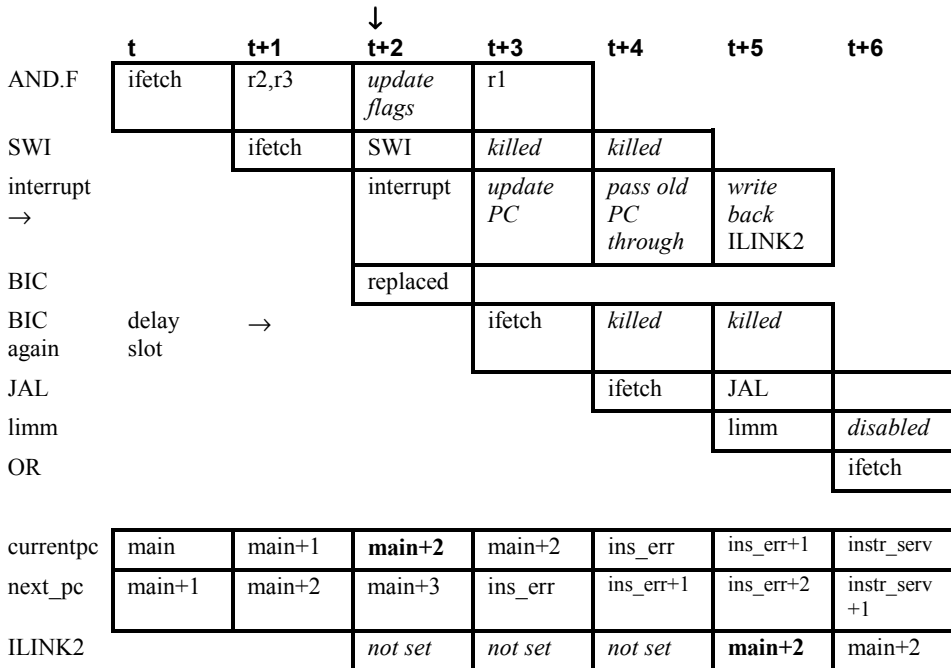 ↓
t t+1 t+2 t+3 t+4 t+5 t+6
AND.F ifetch r2,r3 update flags r1
SWI ifetch SWI killed killed
interrupt → interrupt update PC pass old PC through write back ILINK2
BIC replaced
BIC again delay slot → ifetch killed killed
JAL ifetch JAL
limm limm disabled
OR ifetch
currentpc main main+1 main+2 main+2 ins_err ins_err+1 instr_serv
next_pc main+1 main+2 main+3 ins_err ins_err+1 ins_err+2 instr_serv +1
ILINK2 not set not set not set main+2 main+2